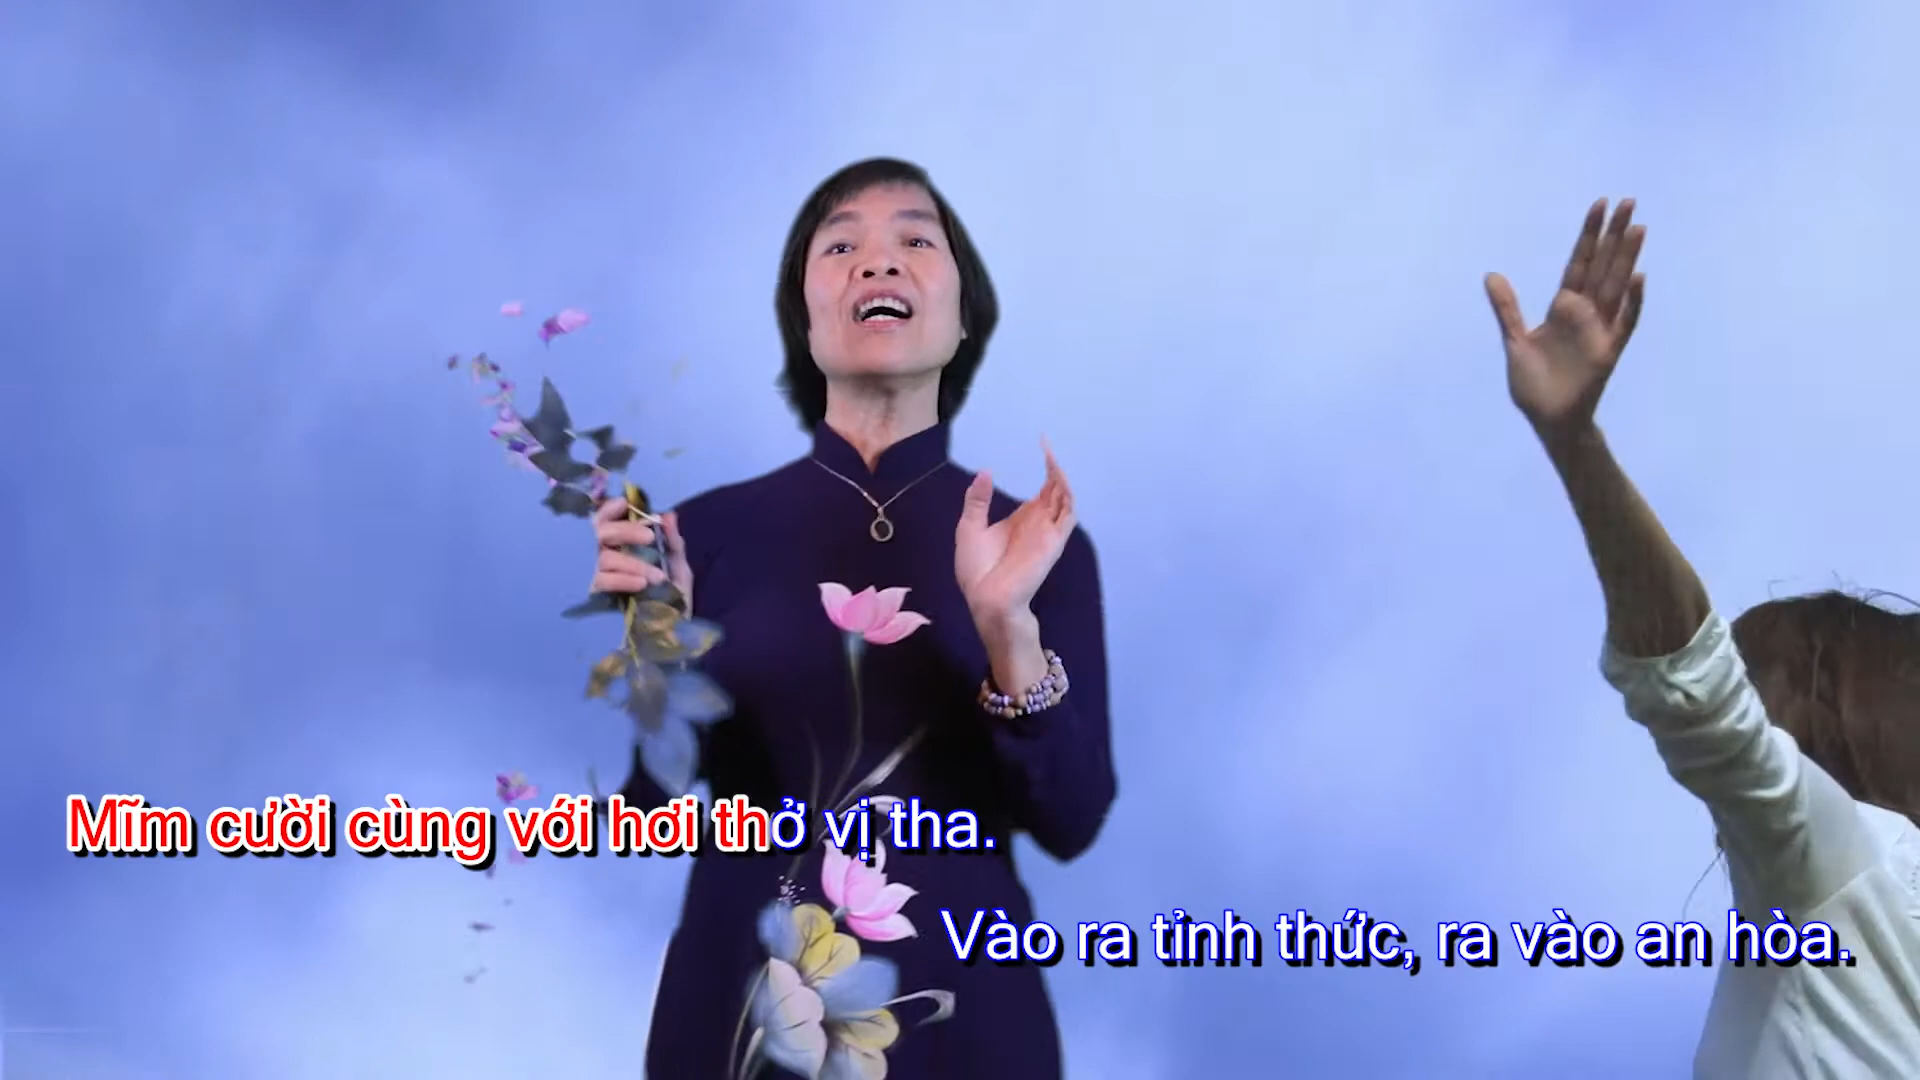 Mĩm cười cùng với hơi thở vị tha.
Vào ra tỉnh thức, ra vào an hòa.